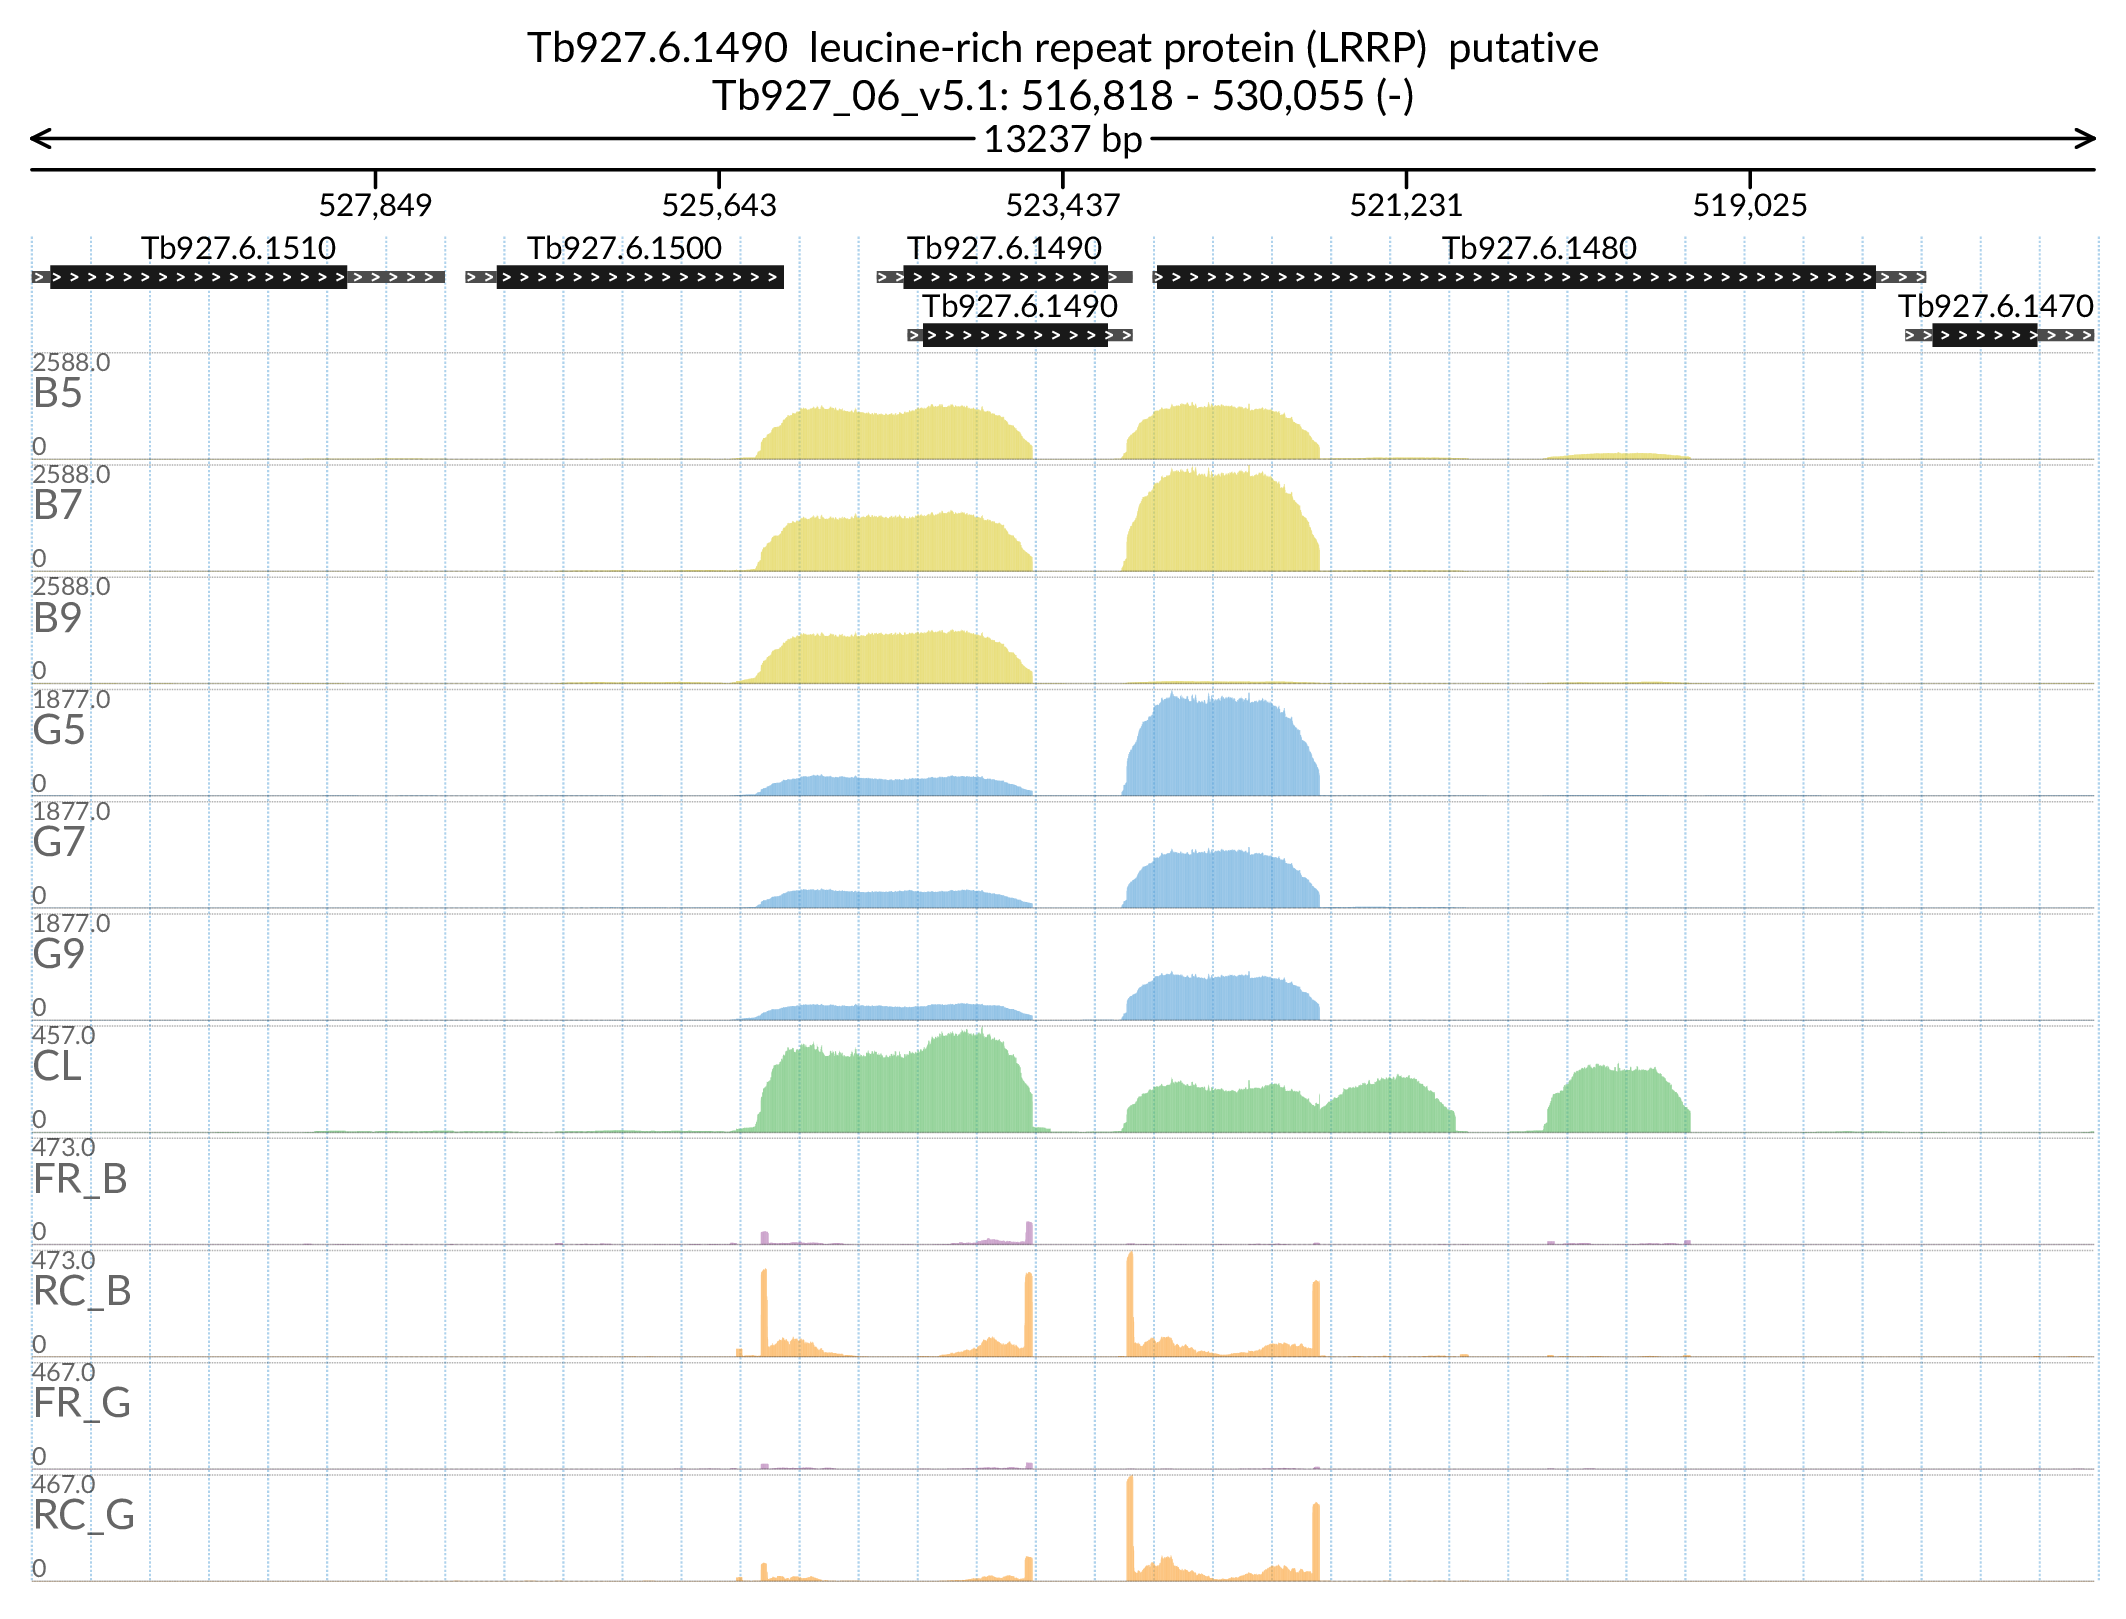 Tb927.6.1490  leucine-rich repeat protein (LRRP)  putative
Tb927_06_v5.1: 516,818 - 530,055 (-)
13237 bp
527,849 525,643 523,437 521,231 519,025
Tb927.6.1510 Tb927.6.1500 Tb927.6.1490 Tb927.6.1480
Tb927.6.1490 Tb927.6.1470
2588.0
B5
0
2588.0
B7
0
2588.0
B9
0
1877.0
G5
0
1877.0
G7
0
1877.0
G9
0
457.0
CL
0
473.0
FR_B
0
473.0
RC_B
0
467.0
FR_G
0
467.0
RC_G
0